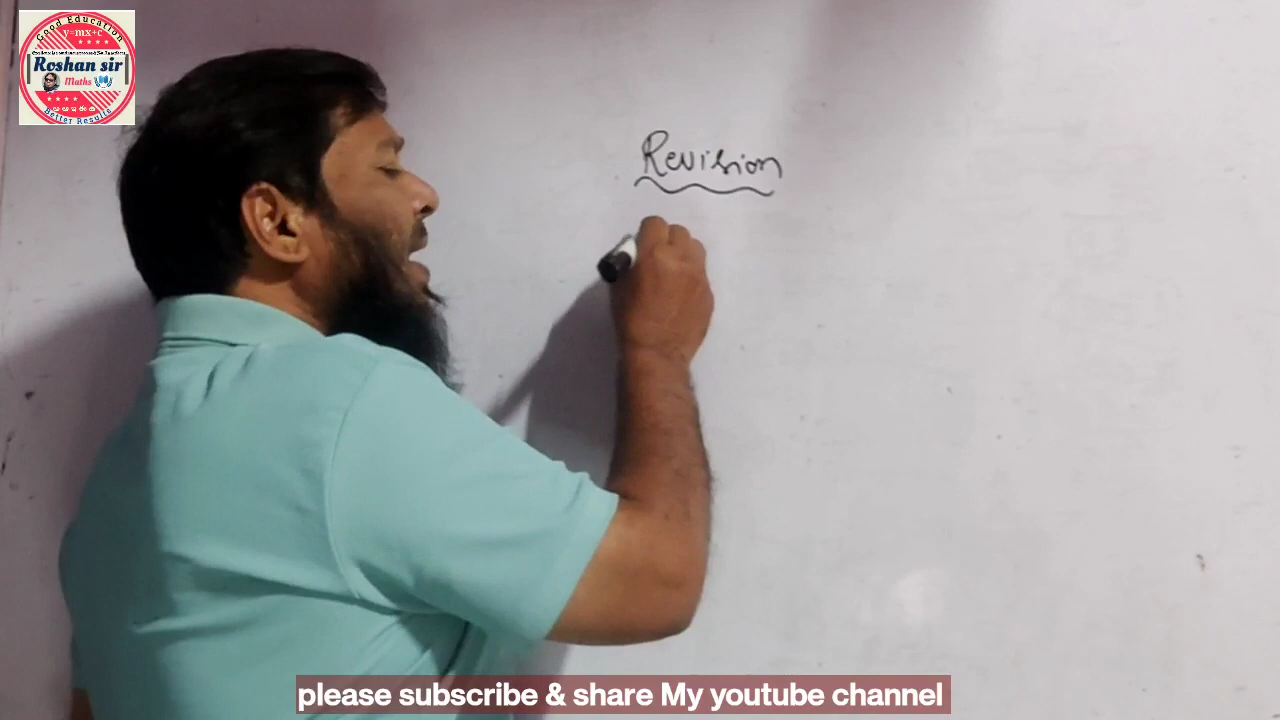 Good Education
y=mx+c
Roshan sir
Maths
Better Results
Revision
please subscribe & share My youtube channel